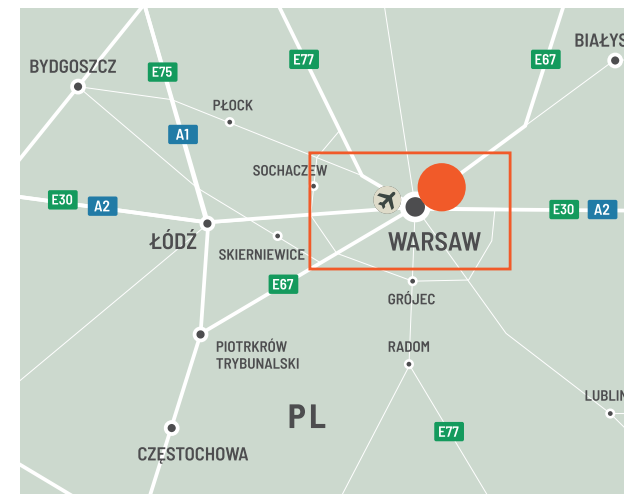 BIAŁYS
BYDGOSZCZ
E75
E77
E67
PŁOCK
A1
SOCHACZEW
E30
A2
E30
A2
ŁÓDŹ
WARSAW
SKIERNIEWICE
E67
GRÓJEC
PIOTRKRÓW
TRYBUNALSKI
RADOM
LUBLIN
PL
E77
CZĘSTOCHOWA